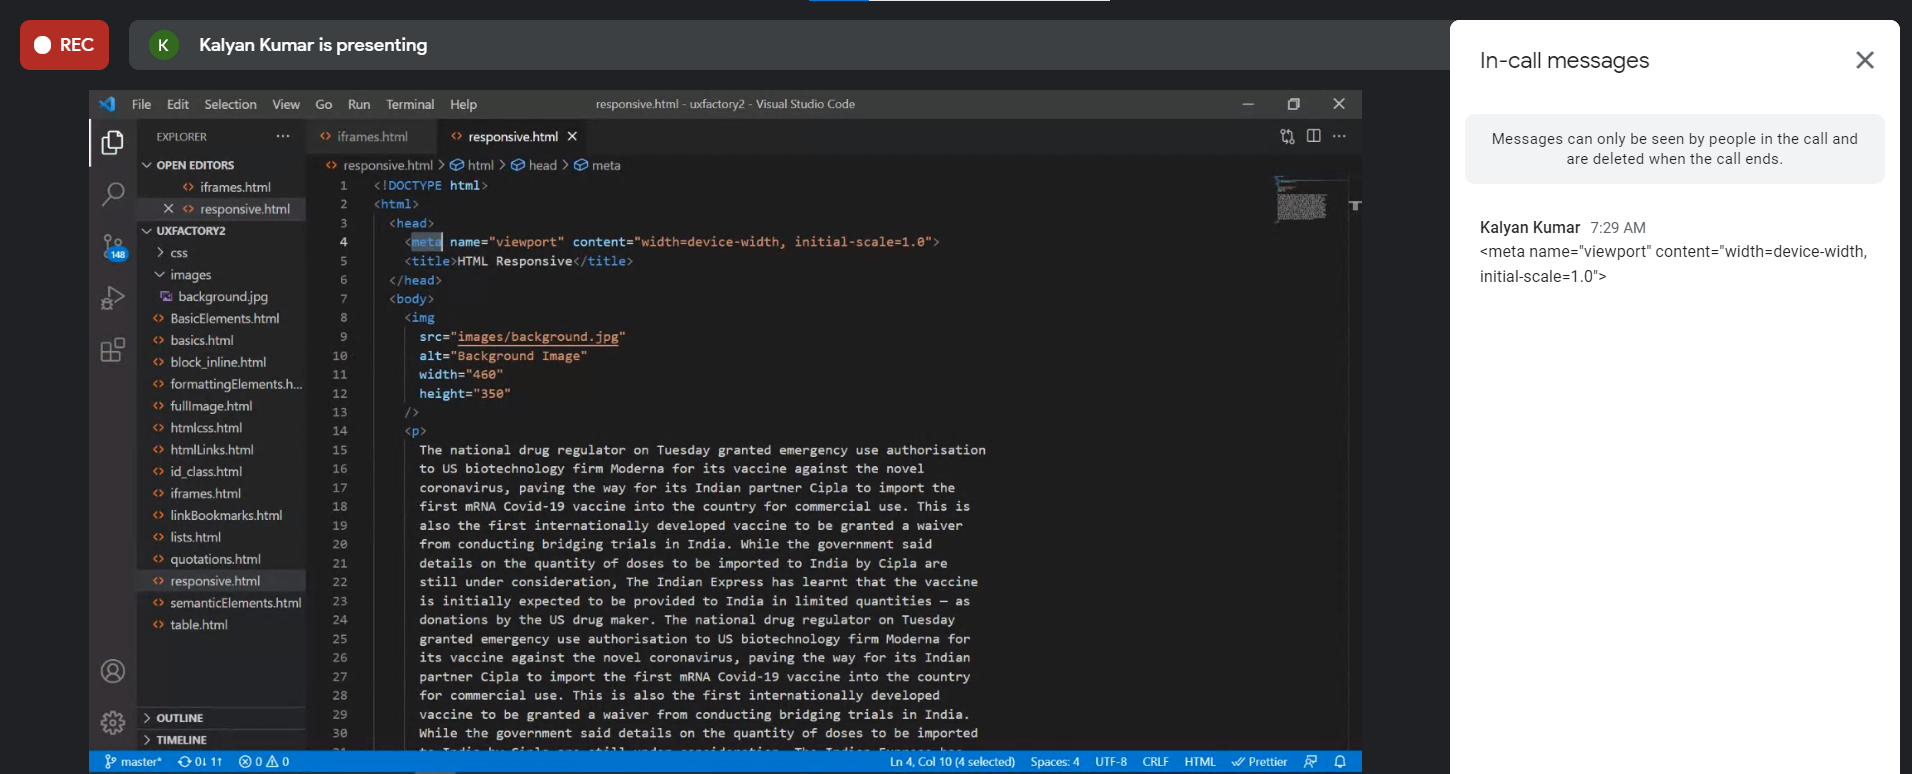 REC
K
Kalyan Kumar is presenting
File Edit Selection View Go Run Terminal Help
responsive.html - uxfactory2 - Visual Studio Code
EXPLORER
OPEN EDITORS
iframes.html
responsive.html
UXFACTORY2
css
images
background.jpg
BasicElements.html
basics.html
block_inline.html
formattingElements.h...
fullImage.html
htmlcss.html
htmlLinks.html
id_class.html
iframes.html
linkBookmarks.html
lists.html
quotations.html
responsive.html
semanticElements.html
table.html
OUTLINE
TIMELINE
148
iframes.html
responsive.html
responsive.html > html > head > meta
1 <!DOCTYPE html>
2 <html>
3 <head>
4 <meta name="viewport" content="width=device-width, initial-scale=1.0">
5 <title>HTML Responsive</title>
6 </head>
7 <body>
8 <img
9 src="images/background.jpg"
10 alt="Background Image"
11 width="460"
12 height="350"
13 />
14 <p>
15 The national drug regulator on Tuesday granted emergency use authorisation
16 to US biotechnology firm Moderna for its vaccine against the novel
17 coronavirus, paving the way for its Indian partner Cipla to import the
18 first mRNA Covid-19 vaccine into the country for commercial use. This is
19 also the first internationally developed vaccine to be granted a waiver
20 from conducting bridging trials in India. While the government said
21 details on the quantity of doses to be imported to India by Cipla are
22 still under consideration, The Indian Express has learnt that the vaccine
23 is initially expected to be provided to India in limited quantities — as
24 donations by the US drug maker. The national drug regulator on Tuesday
25 granted emergency use authorisation to US biotechnology firm Moderna for
26 its vaccine against the novel coronavirus, paving the way for its Indian
27 partner Cipla to import the first mRNA Covid-19 vaccine into the country
28 for commercial use. This is also the first internationally developed
29 vaccine to be granted a waiver from conducting bridging trials in India.
30 While the government said details on the quantity of doses to be imported
master* 0↓ 1↑ 0 0
Ln 4, Col 10 (4 selected) Spaces: 4 UTF-8 CRLF HTML Prettier
In-call messages
Messages can only be seen by people in the call and
are deleted when the call ends.
Kalyan Kumar 7:29 AM
<meta name="viewport" content="width=device-width,
initial-scale=1.0">